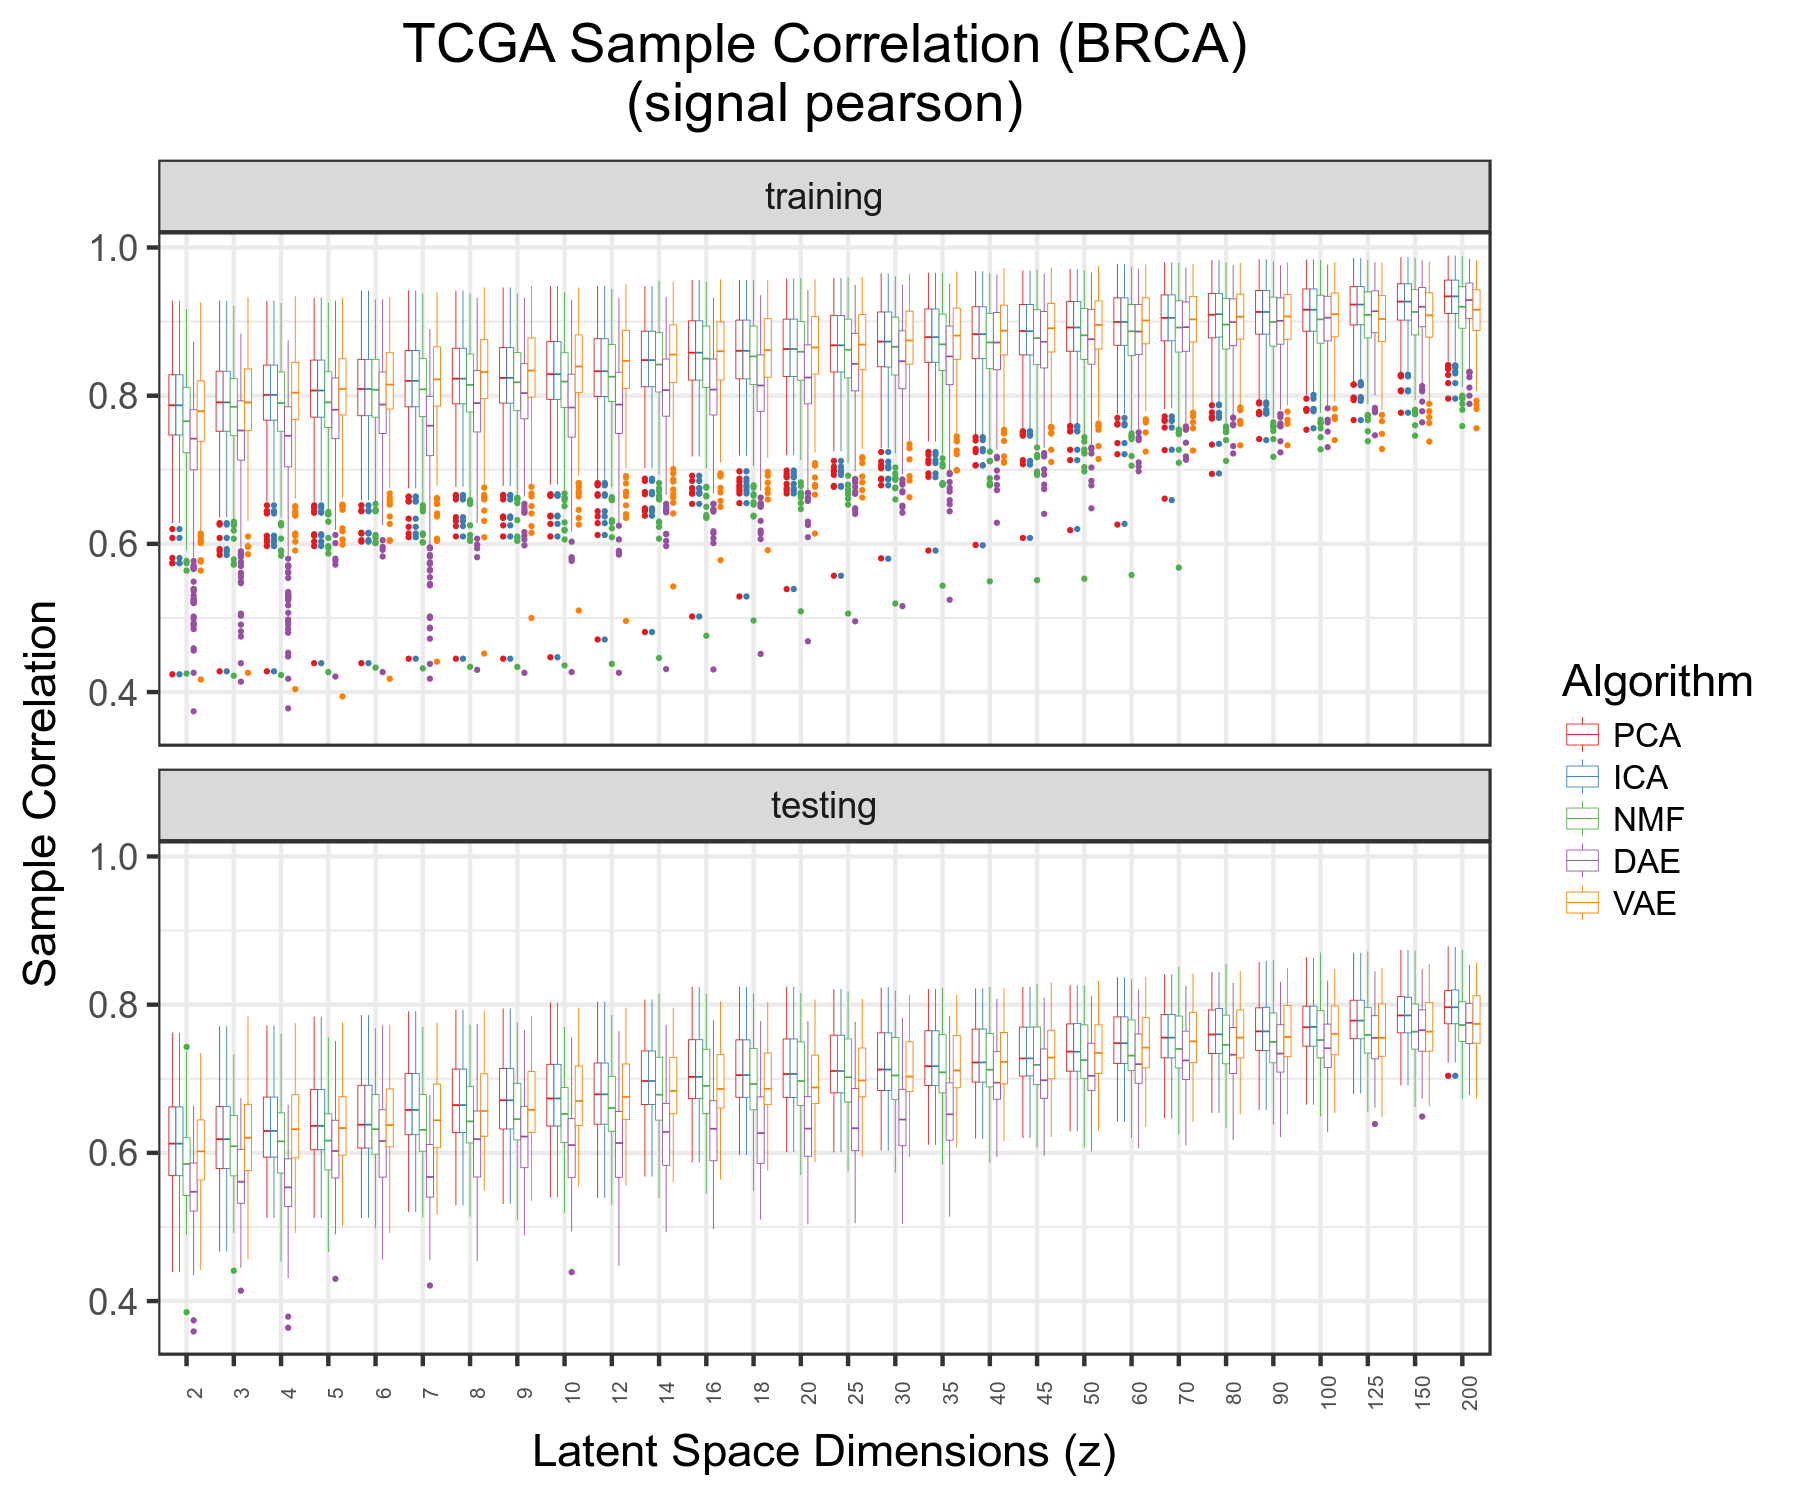 TCGA Sample Correlation (BRCA)
(signal pearson)
training
1.0
0.8
0.6
0.4
testing
1.0
0.8
0.6
0.4
Sample Correlation
2 3 4 5 6 7 8 9 10 12 14 16 18 20 25 30 35 40 45 50 60 70 80 90 100 125 150 200
Latent Space Dimensions (z)
Algorithm
PCA
ICA
NMF
DAE
VAE